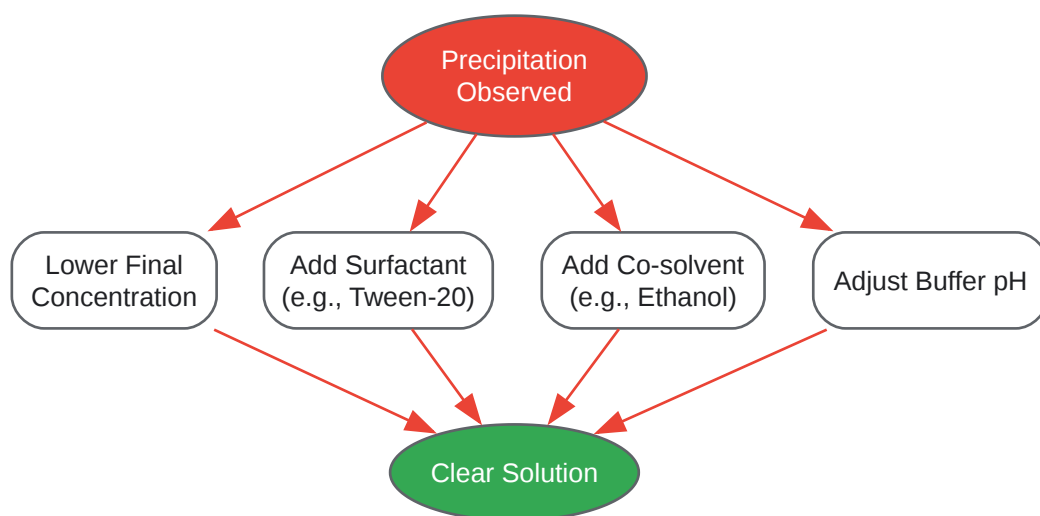 Precipitation
Observed
Lower Final
Concentration
Add Surfactant
(e.g., Tween-20)
Add Co-solvent
(e.g., Ethanol)
Adjust Buffer pH
Clear Solution